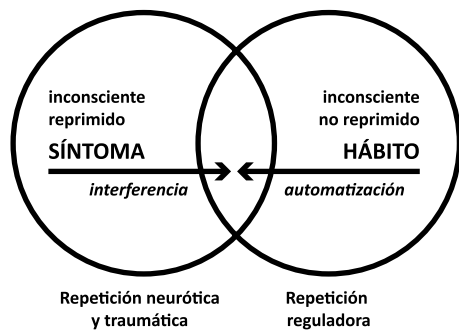 inconsciente
reprimido
SÍNTOMA
interferencia
inconsciente
no reprimido
HÁBITO
automatización
Repetición neurótica
y traumática
Repetición
reguladora